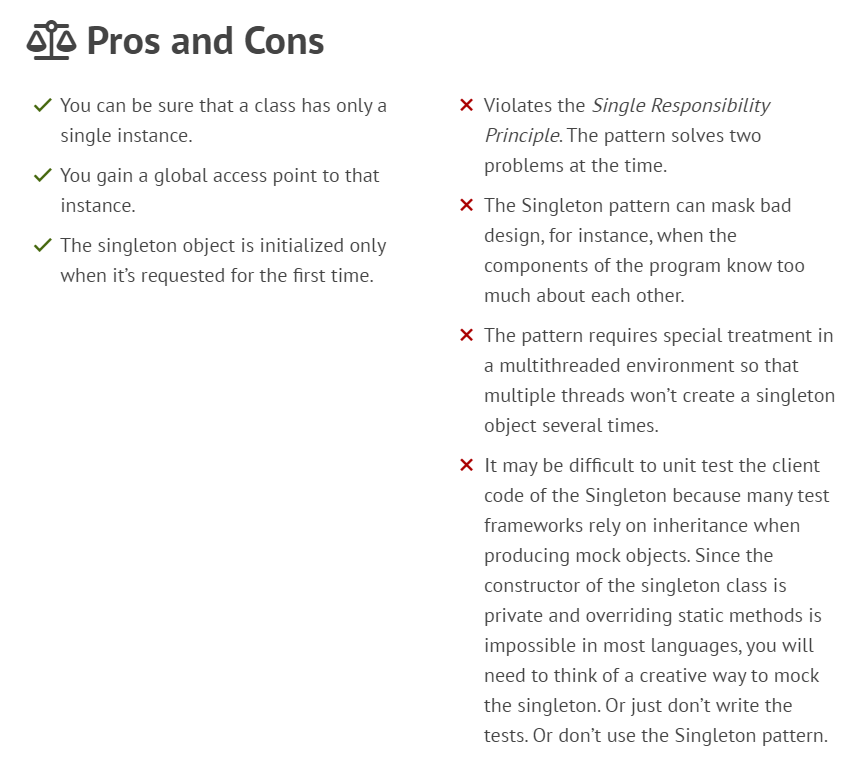 Pros and Cons
You can be sure that a class has only a
single instance.
You gain a global access point to that
instance.
The singleton object is initialized only
when it’s requested for the first time.
Violates the Single Responsibility
Principle. The pattern solves two
problems at the time.
The Singleton pattern can mask bad
design, for instance, when the
components of the program know too
much about each other.
The pattern requires special treatment in
a multithreaded environment so that
multiple threads won’t create a singleton
object several times.
It may be difficult to unit test the client
code of the Singleton because many test
frameworks rely on inheritance when
producing mock objects. Since the
constructor of the singleton class is
private and overriding static methods is
impossible in most languages, you will
need to think of a creative way to mock
the singleton. Or just don’t write the
tests. Or don’t use the Singleton pattern.